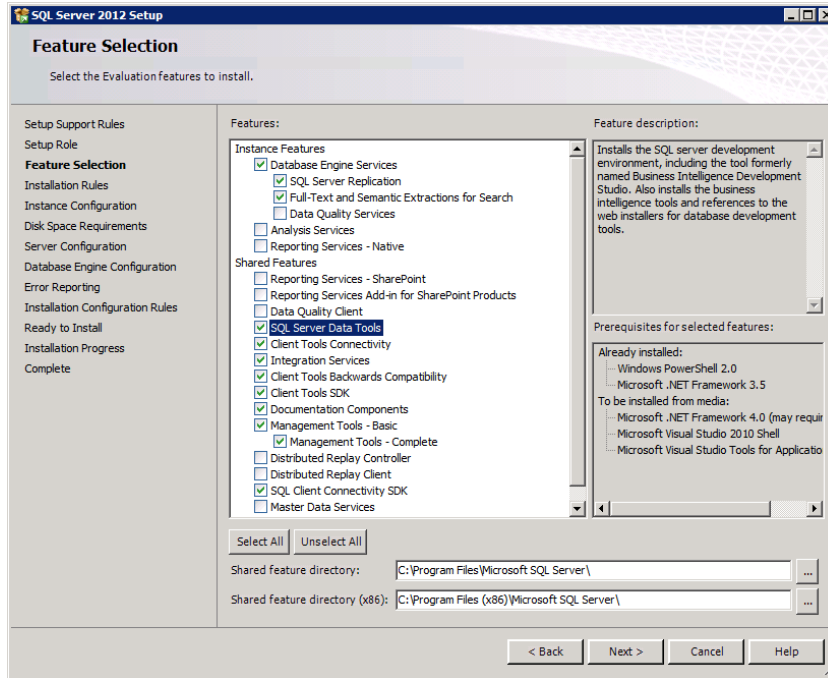 SQL Server 2012 Setup
Feature Selection
Select the Evaluation features to install.
Setup Support Rules
Setup Role
Feature Selection
Installation Rules
Instance Configuration
Disk Space Requirements
Server Configuration
Database Engine Configuration
Error Reporting
Installation Configuration Rules
Ready to Install
Installation Progress
Complete
Features:
Instance Features
Database Engine Services
SQL Server Replication
Full-Text and Semantic Extractions for Search
Data Quality Services
Analysis Services
Reporting Services - Native
Shared Features
Reporting Services - SharePoint
Reporting Services Add-in for SharePoint Products
Data Quality Client
SQL Server Data Tools
Client Tools Connectivity
Integration Services
Client Tools Backwards Compatibility
Client Tools SDK
Documentation Components
Management Tools - Basic
Management Tools - Complete
Distributed Replay Controller
Distributed Replay Client
SQL Client Connectivity SDK
Master Data Services
Feature description:
Installs the SQL server development
environment, including the tool formerly
named Business Intelligence Development
Studio. Also installs the business
intelligence tools and references to the
web installers for database development
tools.
Prerequisites for selected features:
Already installed:
Windows PowerShell 2.0
Microsoft .NET Framework 3.5
To be installed from media:
Microsoft .NET Framework 4.0 (may requir
Microsoft Visual Studio 2010 Shell
Microsoft Visual Studio Tools for Applicatio
Select All
Unselect All
Shared feature directory:
C:\Program Files\Microsoft SQL Server\
...
Shared feature directory (x86):
C:\Program Files (x86)\Microsoft SQL Server\
...
< Back
Next >
Cancel
Help